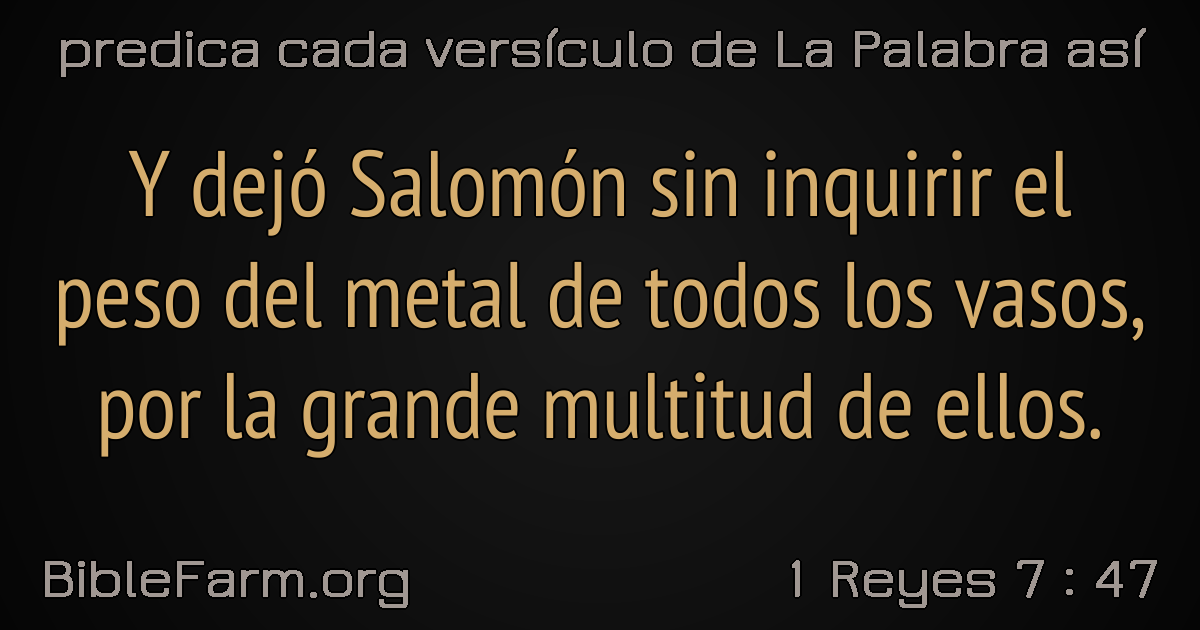 predica cada versículo de La Palabra así
Y dejó Salomón sin inquirir el
peso del metal de todos los vasos,
por la grande multitud de ellos.
BibleFarm.org
1 Reyes 7 : 47